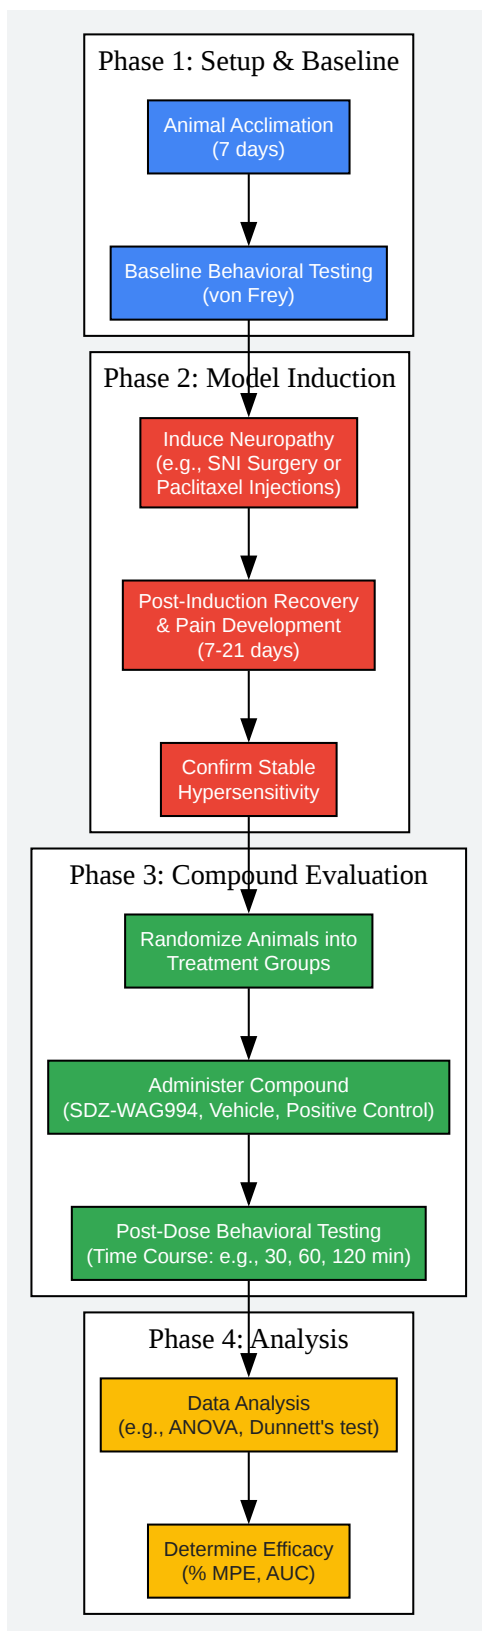 Phase 1: Setup & Baseline
Animal Acclimation
(7 days)
Baseline Behavioral Testing
(von Frey)
Phase 2: Model Induction
Induce Neuropathy
(e.g., SNI Surgery or
Paclitaxel Injections)
Post-Induction Recovery
& Pain Development
(7-21 days)
Confirm Stable
Hypersensitivity
Phase 3: Compound Evaluation
Randomize Animals into
Treatment Groups
Administer Compound
(SDZ-WAG994, Vehicle, Positive Control)
Post-Dose Behavioral Testing
(Time Course: e.g., 30, 60, 120 min)
Phase 4: Analysis
Data Analysis
(e.g., ANOVA, Dunnett's test)
Determine Efficacy
(% MPE, AUC)